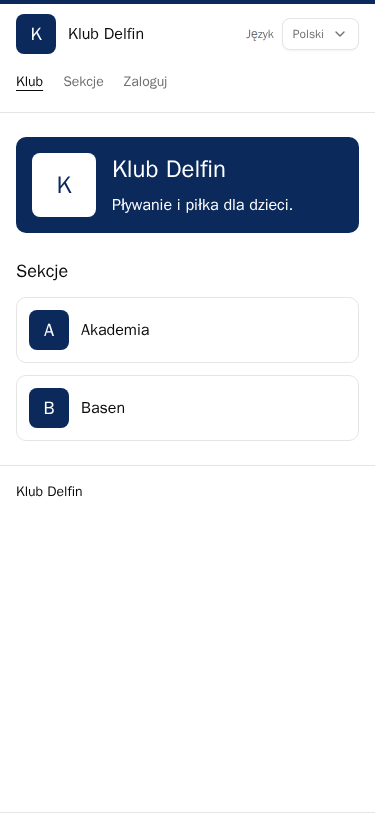 K
Klub Delfin
Język
Polski
Klub
Sekcje
Zaloguj
K
Klub Delfin
Pływanie i piłka dla dzieci.
Sekcje
A
Akademia
B
Basen
Klub Delfin